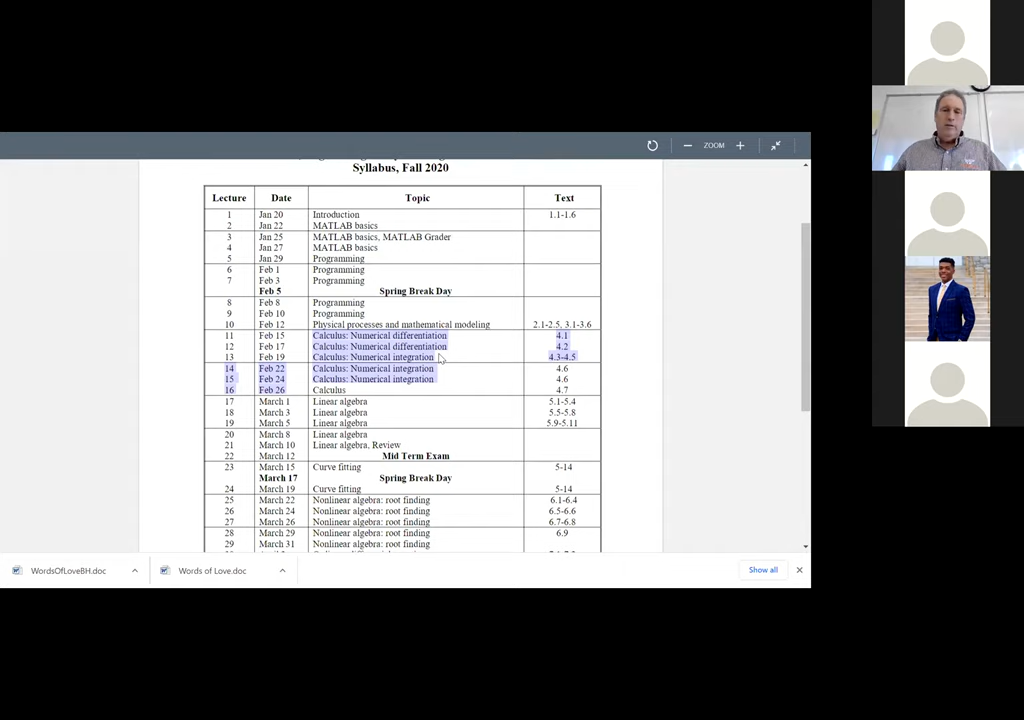 ZOOM
Syllabus, Fall 2020
Lecture Date Topic Text
1 Jan 20 Introduction 1.1-1.6
2 Jan 22 MATLAB basics
3 Jan 25 MATLAB basics, MATLAB Grader
4 Jan 27 MATLAB basics
5 Jan 29 Programming
6 Feb 1 Programming
7 Feb 3 Programming
Feb 5 Spring Break Day
8 Feb 8 Programming
9 Feb 10 Programming
10 Feb 12 Physical processes and mathematical modeling 2.1-2.5, 3.1-3.6
11 Feb 15 Calculus: Numerical differentiation 4.1
12 Feb 17 Calculus: Numerical differentiation 4.2
13 Feb 19 Calculus: Numerical integration 4.3-4.5
14 Feb 22 Calculus: Numerical integration 4.6
15 Feb 24 Calculus: Numerical integration 4.6
16 Feb 26 Calculus 4.7
17 March 1 Linear algebra 5.1-5.4
18 March 3 Linear algebra 5.5-5.8
19 March 5 Linear algebra 5.9-5.11
20 March 8 Linear algebra
21 March 10 Linear algebra, Review
22 March 12 Mid Term Exam
23 March 15 Curve fitting 5-14
March 17 Spring Break Day
24 March 19 Curve fitting 5-14
25 March 22 Nonlinear algebra: root finding 6.1-6.4
26 March 24 Nonlinear algebra: root finding 6.5-6.6
27 March 26 Nonlinear algebra: root finding 6.7-6.8
28 March 29 Nonlinear algebra: root finding 6.9
29 March 31 Nonlinear algebra: root finding
WordsOfLoveBH.doc Words of Love.doc Show all